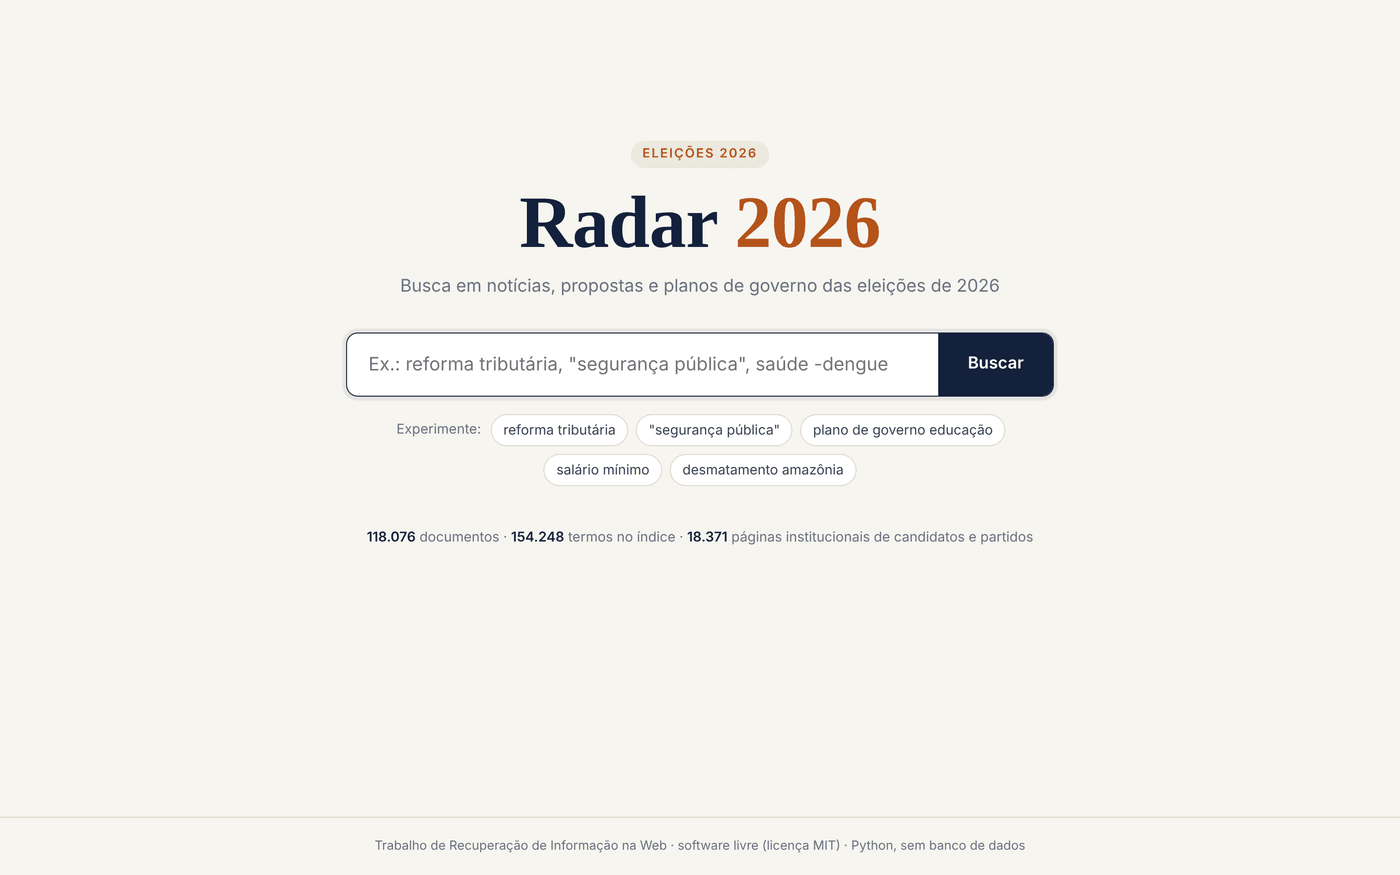 ELEIÇÕES 2026
Radar 2026
Busca em notícias, propostas e planos de governo das eleições de 2026
Ex.: reforma tributária, "segurança pública", saúde -dengue
Buscar
Experimente: reforma tributária "segurança pública" plano de governo educação
salário mínimo desmatamento amazônia
118.076 documentos · 154.248 termos no índice · 18.371 páginas institucionais de candidatos e partidos
Trabalho de Recuperação de Informação na Web · software livre (licença MIT) · Python, sem banco de dados